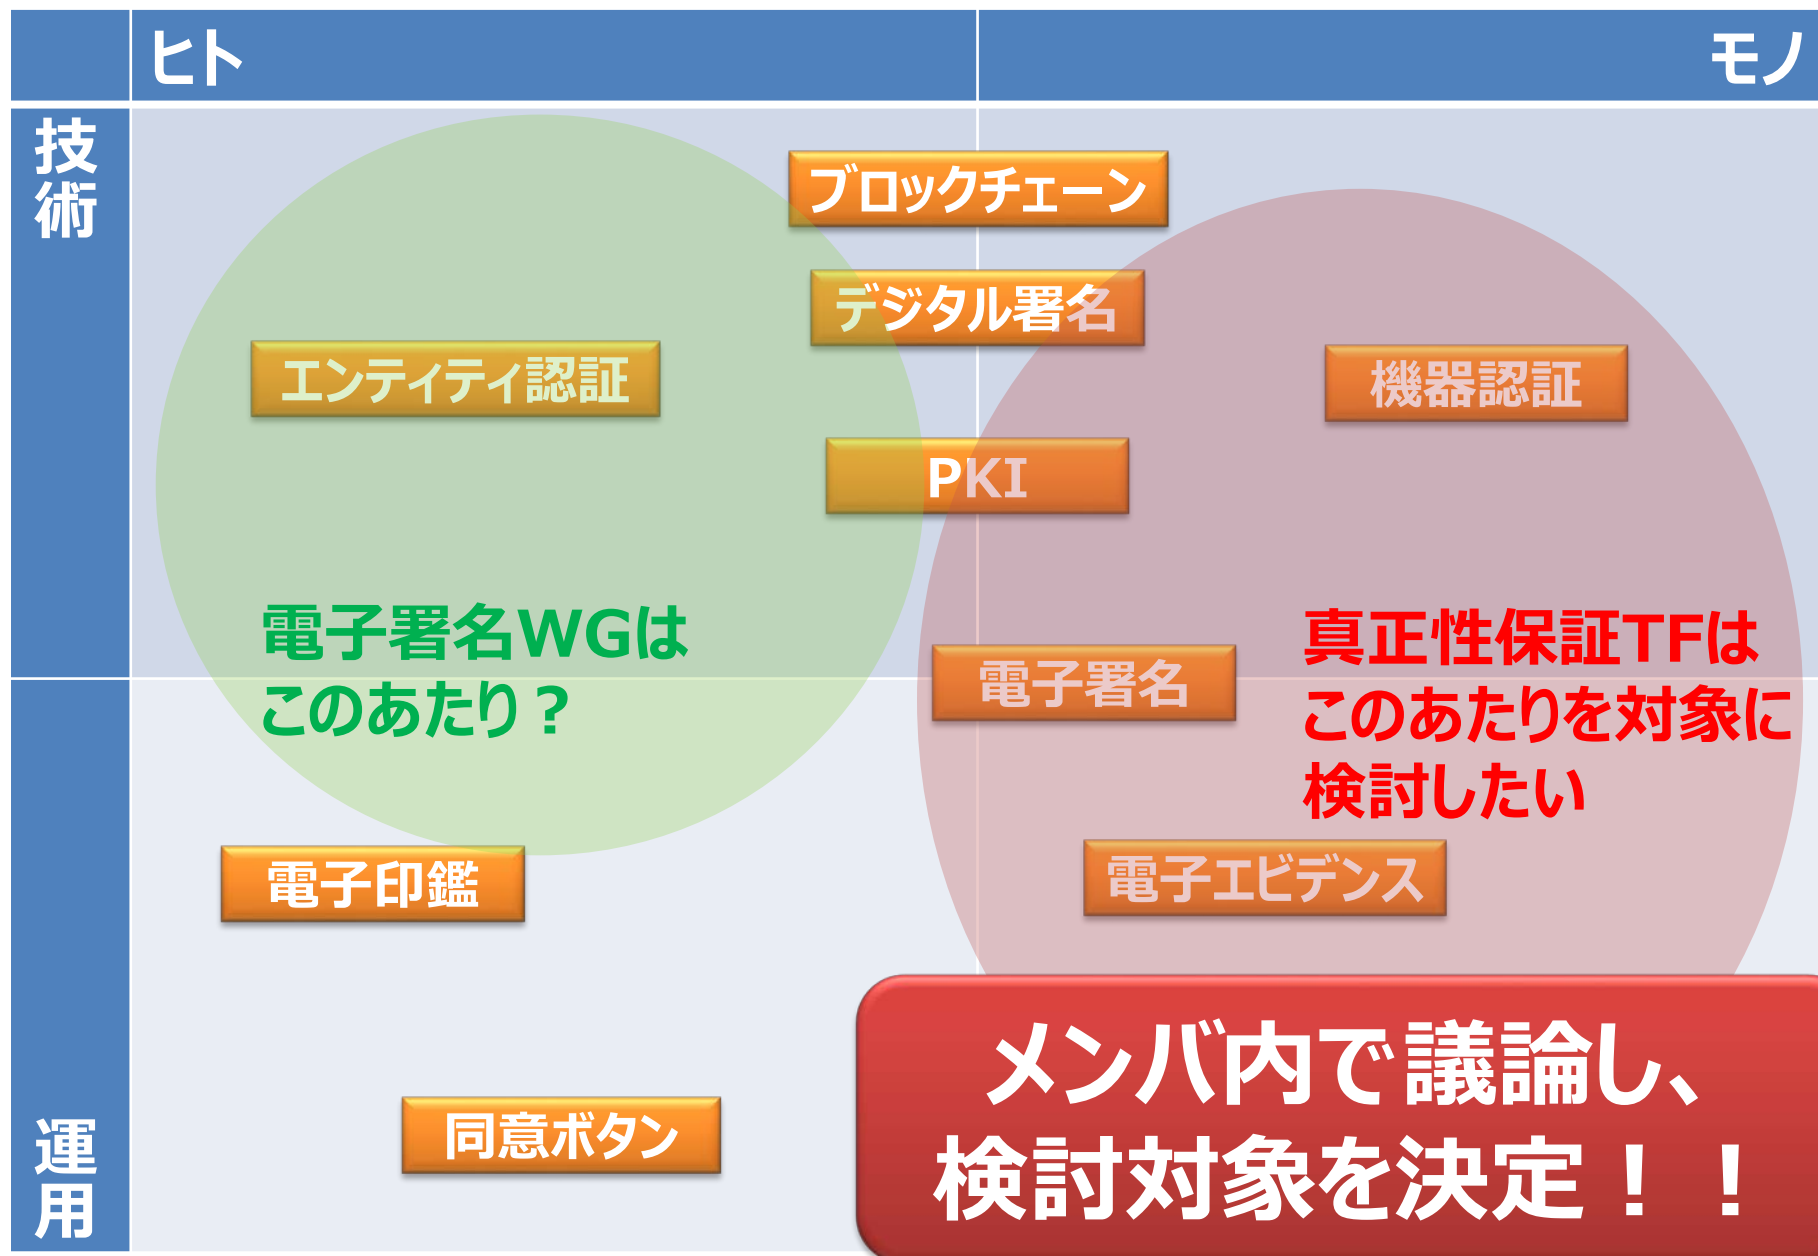 ヒト
モノ
技術
ブロックチェーン
デジタル署名
エンティティ認証
機器認証
PKI
電子署名WGは
このあたり？
電子署名
真正性保証TFは
このあたりを対象に
検討したい
電子印鑑
電子エビデンス
同意ボタン
運用
メンバ内で議論し、
検討対象を決定！！